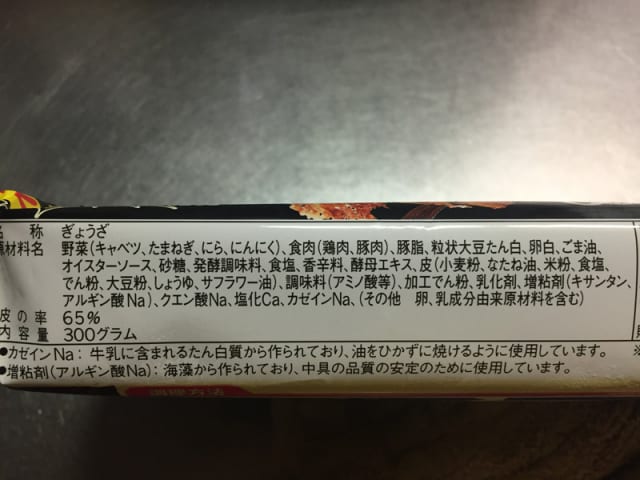 名 称 ぎょうざ
原材料名 野菜(キャベツ、たまねぎ、にら、にんにく)、食肉(鶏肉、豚肉)、豚脂、粒状大豆たん白、卵白、ごま油、
オイスターソース、砂糖、発酵調味料、食塩、香辛料、酵母エキス、皮(小麦粉、なたね油、米粉、食塩、
でん粉、大豆粉、しょうゆ、サフラワー油)、調味料(アミノ酸等)、加工でん粉、乳化剤、増粘剤(キサンタン、
アルギン酸Na)、クエン酸Na、塩化Ca、カゼインNa、(その他 卵、乳成分由来原材料を含む)
皮の率 65%
内容量 300グラム
●カゼインNa：牛乳に含まれるたん白質から作られており、油をひかずに焼けるように使用しています。 ※
●増粘剤(アルギン酸Na)：海藻から作られており、中具の品質の安定のために使用しています。
調理方法